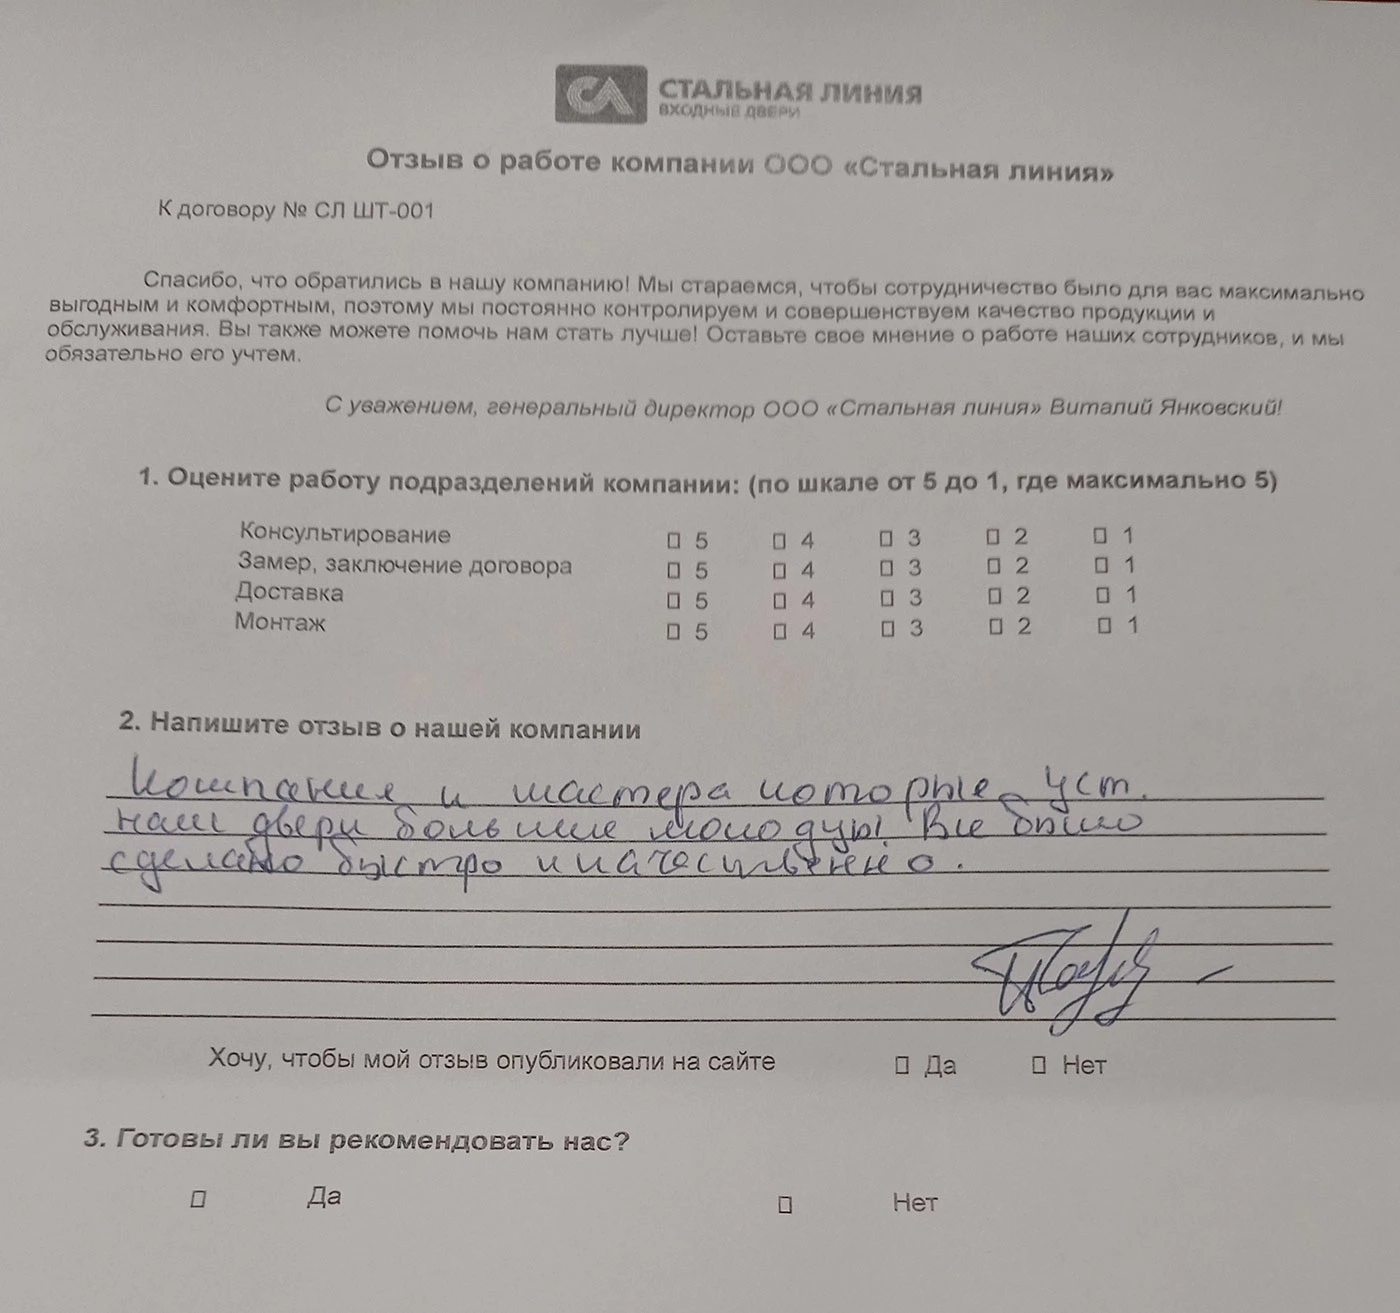 СТАЛЬНАЯ ЛИНИЯ
ВХОДНЫЕ ДВЕРИ
Отзыв о работе компании ООО «Стальная линия»
К договору № СЛ ШТ-001
Спасибо, что обратились в нашу компанию! Мы стараемся, чтобы сотрудничество было для вас максимально
выгодным и комфортным, поэтому мы постоянно контролируем и совершенствуем качество продукции и
обслуживания. Вы также можете помочь нам стать лучше! Оставьте свое мнение о работе наших сотрудников, и мы
обязательно его учтем.
С уважением, генеральный директор ООО «Стальная линия» Виталий Янковский!
1. Оцените работу подразделений компании: (по шкале от 5 до 1, где максимально 5)
Консультирование 5 4 3 2 1
Замер, заключение договора 5 4 3 2 1
Доставка 5 4 3 2 1
Монтаж 5 4 3 2 1
2. Напишите отзыв о нашей компании
Компания и мастера которые уст.
нам двери большие молодцы! Все было
сделано быстро и качественно.
Хочу, чтобы мой отзыв опубликовали на сайте Да Нет
3. Готовы ли вы рекомендовать нас?
Да Нет